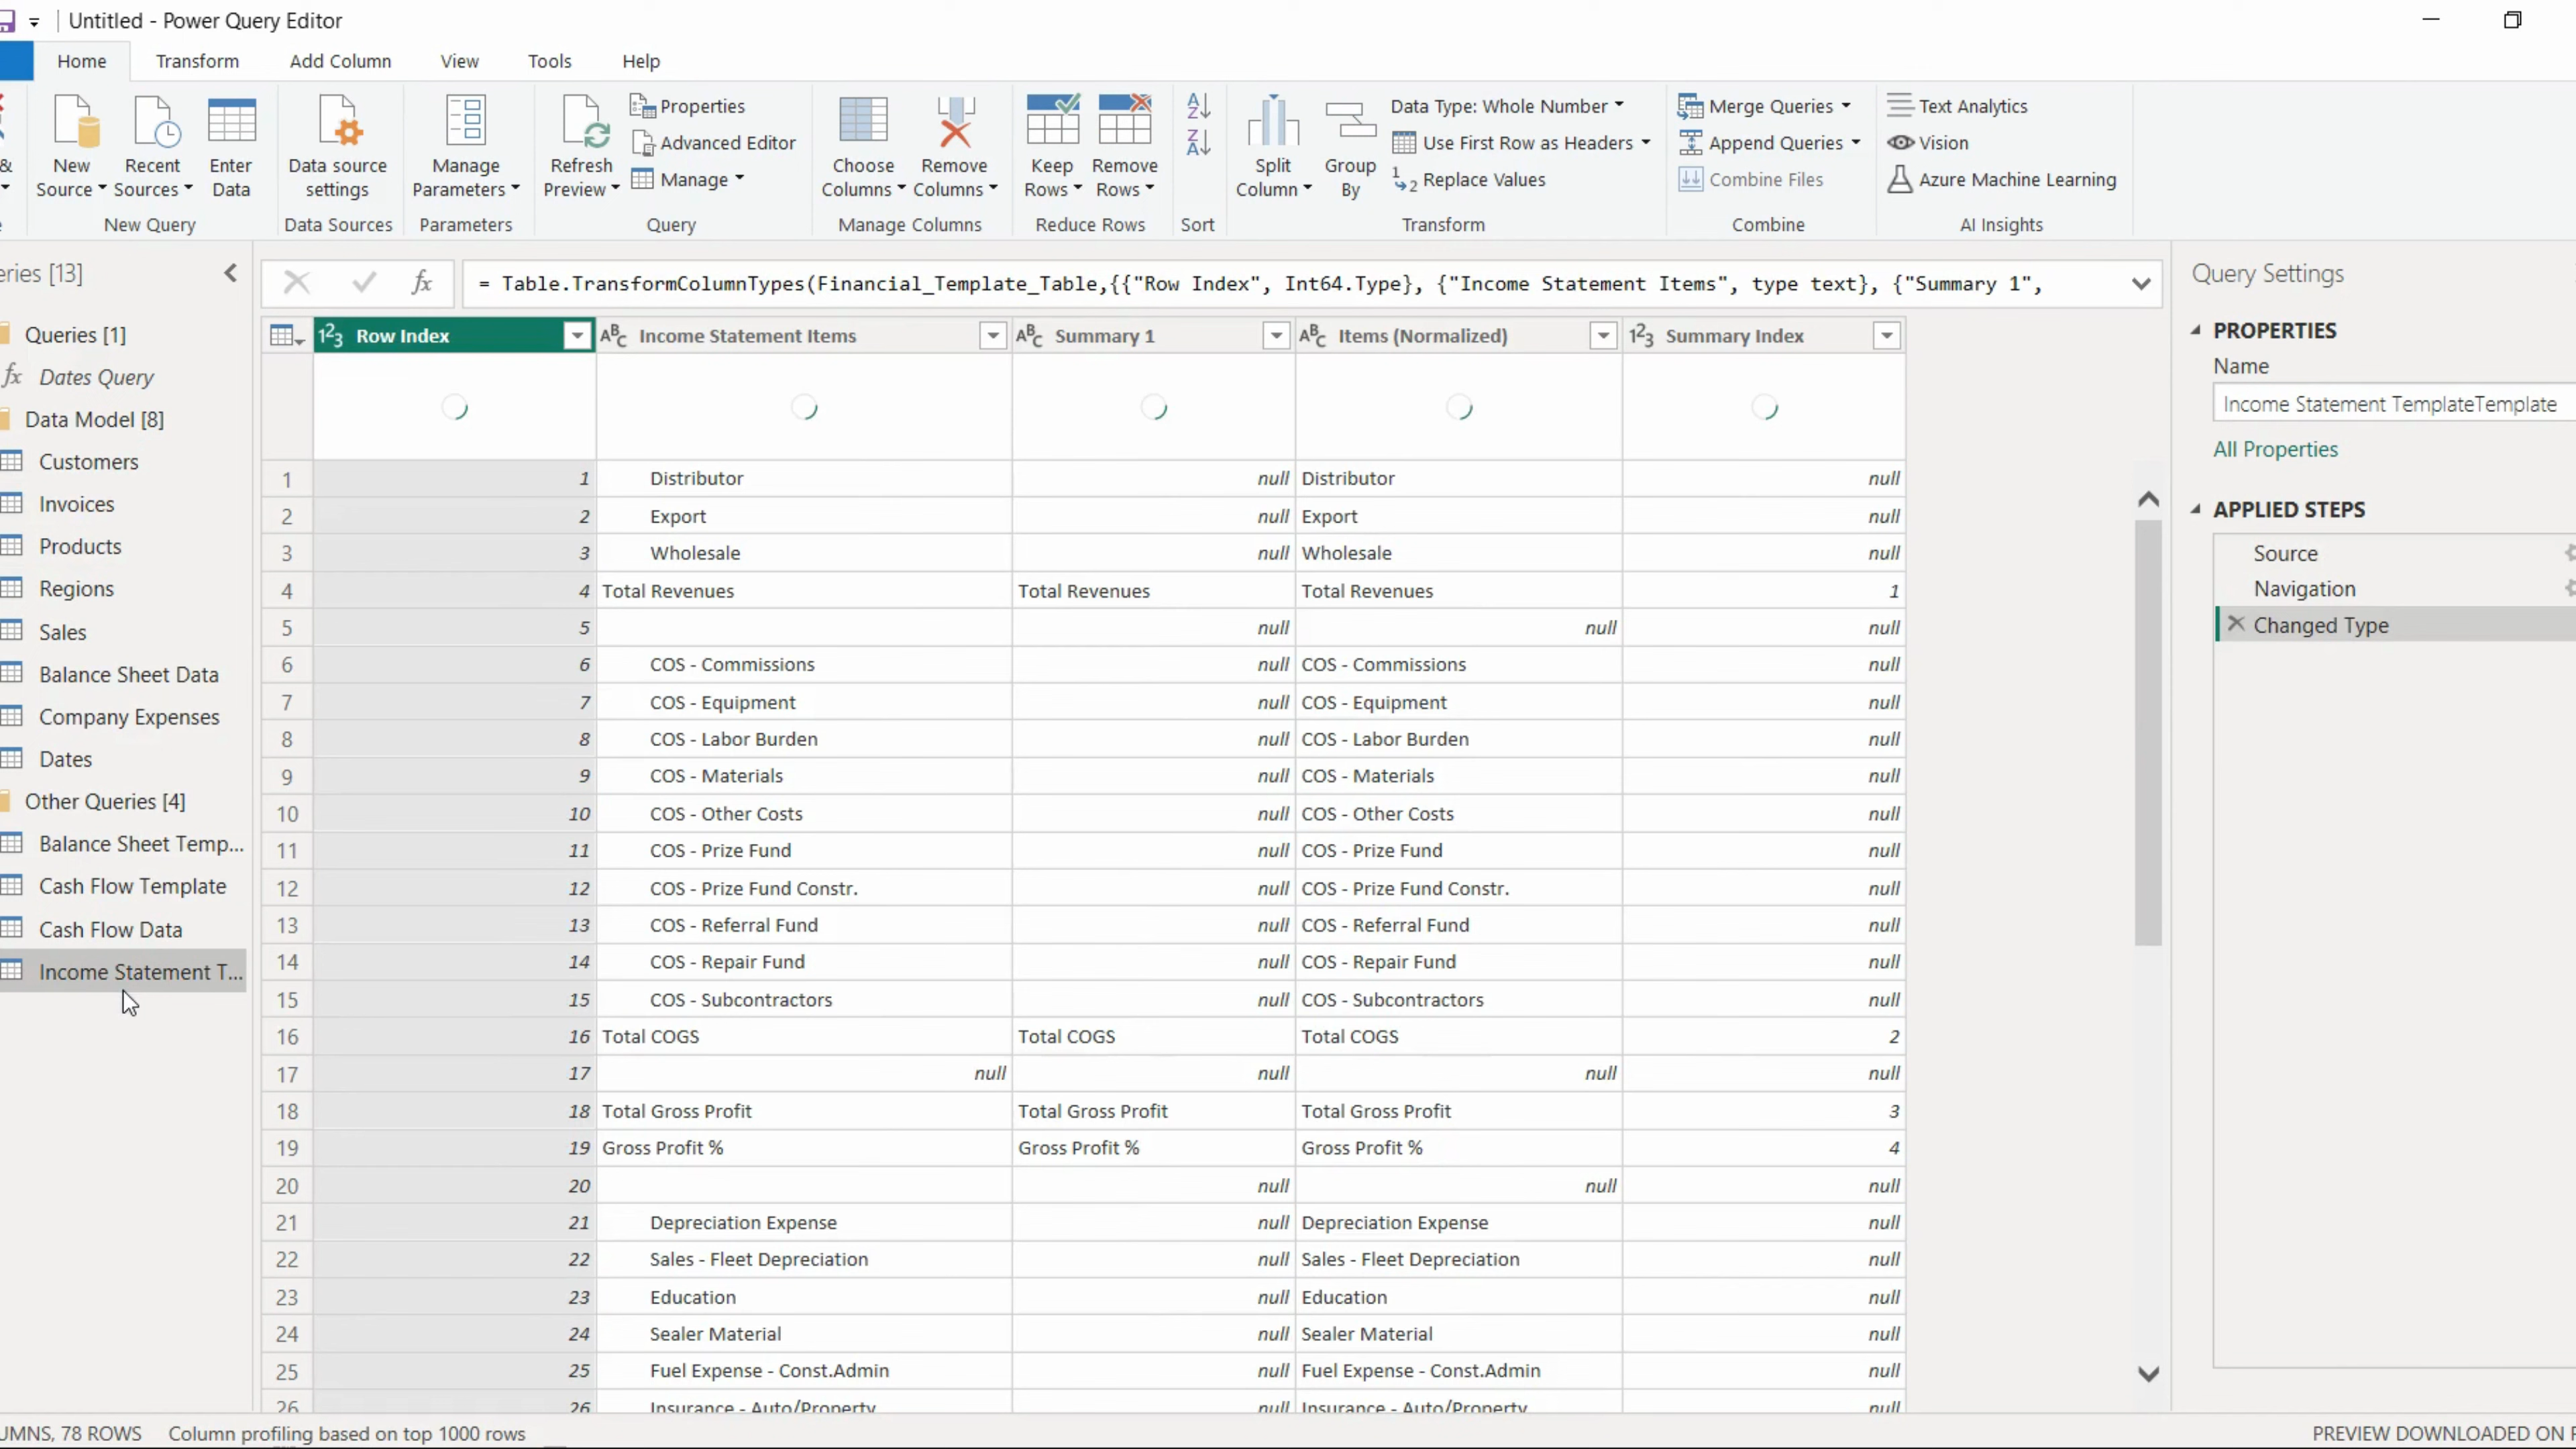 Untitled - Power Query Editor
Home Transform Add Column View Tools Help
New Source Recent Sources Enter Data
New Query
Data source settings
Data Sources
Manage Parameters
Parameters
Refresh Preview Properties Advanced Editor Manage
Query
Choose Columns Remove Columns
Manage Columns
Keep Rows Remove Rows
Reduce Rows
Sort
Split Column Group By Data Type: Whole Number Use First Row as Headers Replace Values
Transform
Merge Queries Append Queries Combine Files
Combine
Text Analytics Vision Azure Machine Learning
AI Insights
eries [13]
Queries [1]
Dates Query
Data Model [8]
Customers
Invoices
Products
Regions
Sales
Balance Sheet Data
Company Expenses
Dates
Other Queries [4]
Balance Sheet Temp...
Cash Flow Template
Cash Flow Data
Income Statement T...
= Table.TransformColumnTypes(Financial_Template_Table,{{"Row Index", Int64.Type}, {"Income Statement Items", type text}, {"Summary 1",
Row Index Income Statement Items Summary 1 Items (Normalized) Summary Index
1 1 Distributor null Distributor null
2 2 Export null Export null
3 3 Wholesale null Wholesale null
4 4 Total Revenues Total Revenues Total Revenues 1
5 5 null null null
6 6 COS - Commissions null COS - Commissions null
7 7 COS - Equipment null COS - Equipment null
8 8 COS - Labor Burden null COS - Labor Burden null
9 9 COS - Materials null COS - Materials null
10 10 COS - Other Costs null COS - Other Costs null
11 11 COS - Prize Fund null COS - Prize Fund null
12 12 COS - Prize Fund Constr. null COS - Prize Fund Constr. null
13 13 COS - Referral Fund null COS - Referral Fund null
14 14 COS - Repair Fund null COS - Repair Fund null
15 15 COS - Subcontractors null COS - Subcontractors null
16 16 Total COGS Total COGS Total COGS 2
17 17 null null null null
18 18 Total Gross Profit Total Gross Profit Total Gross Profit 3
19 19 Gross Profit % Gross Profit % Gross Profit % 4
20 20 null null null
21 21 Depreciation Expense null Depreciation Expense null
22 22 Sales - Fleet Depreciation null Sales - Fleet Depreciation null
23 23 Education null Education null
24 24 Sealer Material null Sealer Material null
25 25 Fuel Expense - Const.Admin null Fuel Expense - Const.Admin null
26 26 Insurance - Auto/Property null Insurance - Auto/Property null
Query Settings
PROPERTIES
Name
Income Statement TemplateTemplate
All Properties
APPLIED STEPS
Source
Navigation
Changed Type
UMNS, 78 ROWS Column profiling based on top 1000 rows
PREVIEW DOWNLOADED ON